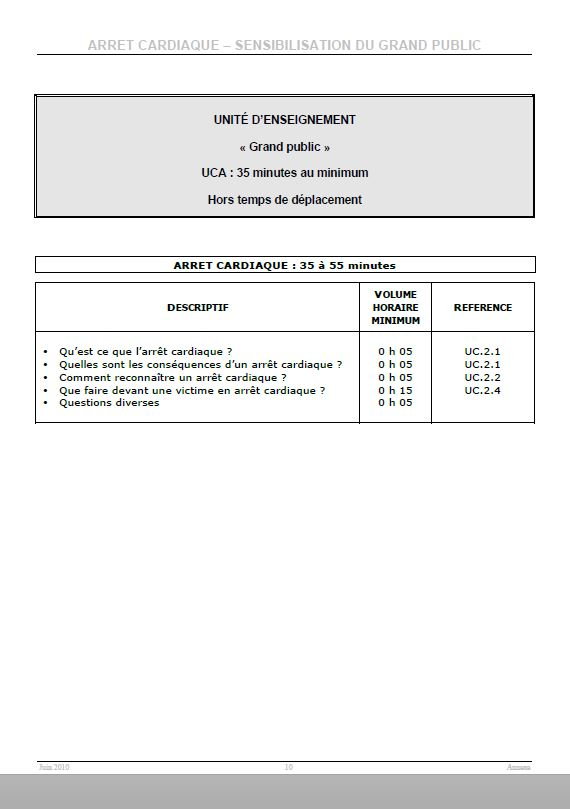 ARRET CARDIAQUE – SENSIBILISATION DU GRAND PUBLIC
UNITÉ D'ENSEIGNEMENT
« Grand public »
UCA : 35 minutes au minimum
Hors temps de déplacement
ARRET CARDIAQUE : 35 à 55 minutes
DESCRIPTIF
VOLUME
HORAIRE
MINIMUM
REFERENCE
• Qu'est ce que l'arrêt cardiaque ? 0 h 05 UC.2.1
• Quelles sont les conséquences d'un arrêt cardiaque ? 0 h 05 UC.2.1
• Comment reconnaître un arrêt cardiaque ? 0 h 05 UC.2.2
• Que faire devant une victime en arrêt cardiaque ? 0 h 15 UC.2.4
• Questions diverses 0 h 05
Juin 2010 10 Annexes